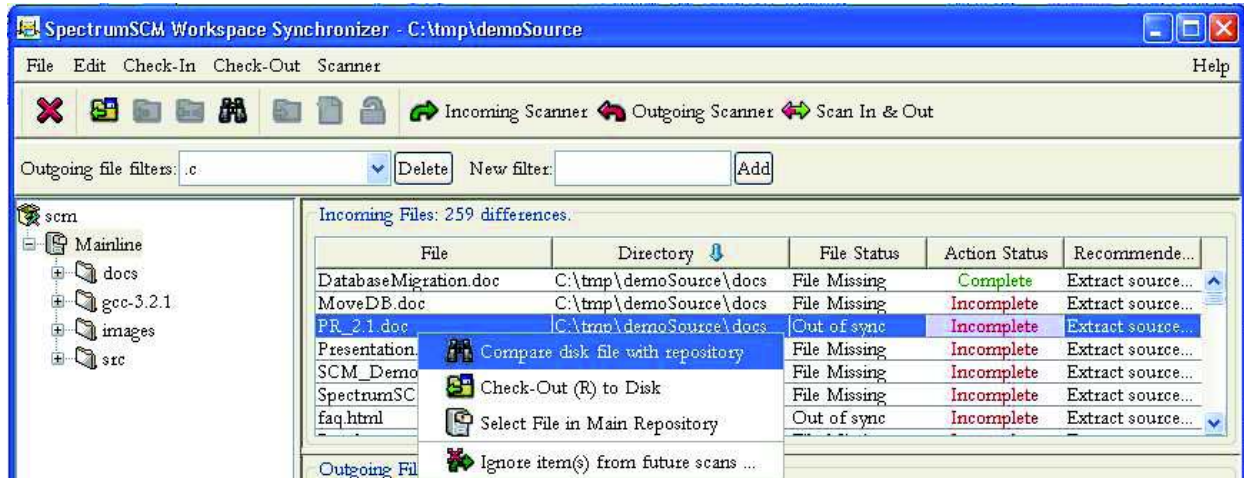 SpectrumSCM Workspace Synchronizer - C:\tmp\demoSource
File Edit Check-In Check-Out Scanner Help
Incoming Scanner Outgoing Scanner Scan In & Out
Outgoing file filters: .c Delete New filter: Add
scm
Mainline
docs
gcc-3.2.1
images
src
Incoming Files: 259 differences.
File Directory File Status Action Status Recommende...
DatabaseMigration.doc C:\tmp\demoSource\docs File Missing Complete Extract source...
MoveDB.doc C:\tmp\demoSource\docs File Missing Incomplete Extract source...
PR_2.1.doc C:\tmp\demoSource\docs Out of sync Incomplete Extract source...
Presentation. File Missing Incomplete Extract source...
SCM_Demo File Missing Incomplete Extract source...
SpectrumSC File Missing Incomplete Extract source...
faq.html Out of sync Incomplete Extract source...
Compare disk file with repository
Check-Out (R) to Disk
Select File in Main Repository
Ignore item(s) from future scans ...
Outgoing Fil